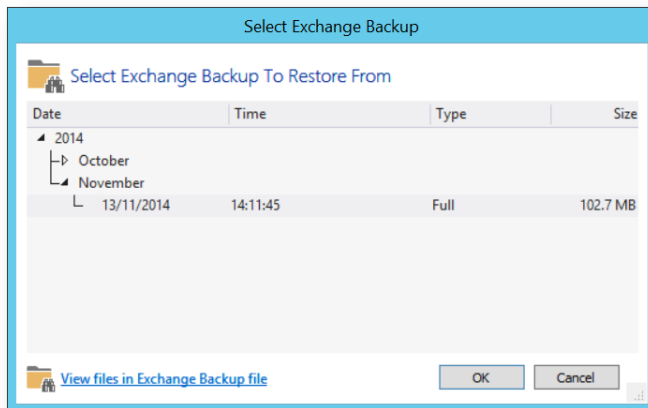 Select Exchange Backup
Select Exchange Backup To Restore From
Date Time Type Size
2014
October
November
13/11/2014 14:11:45 Full 102.7 MB
View files in Exchange Backup file OK Cancel